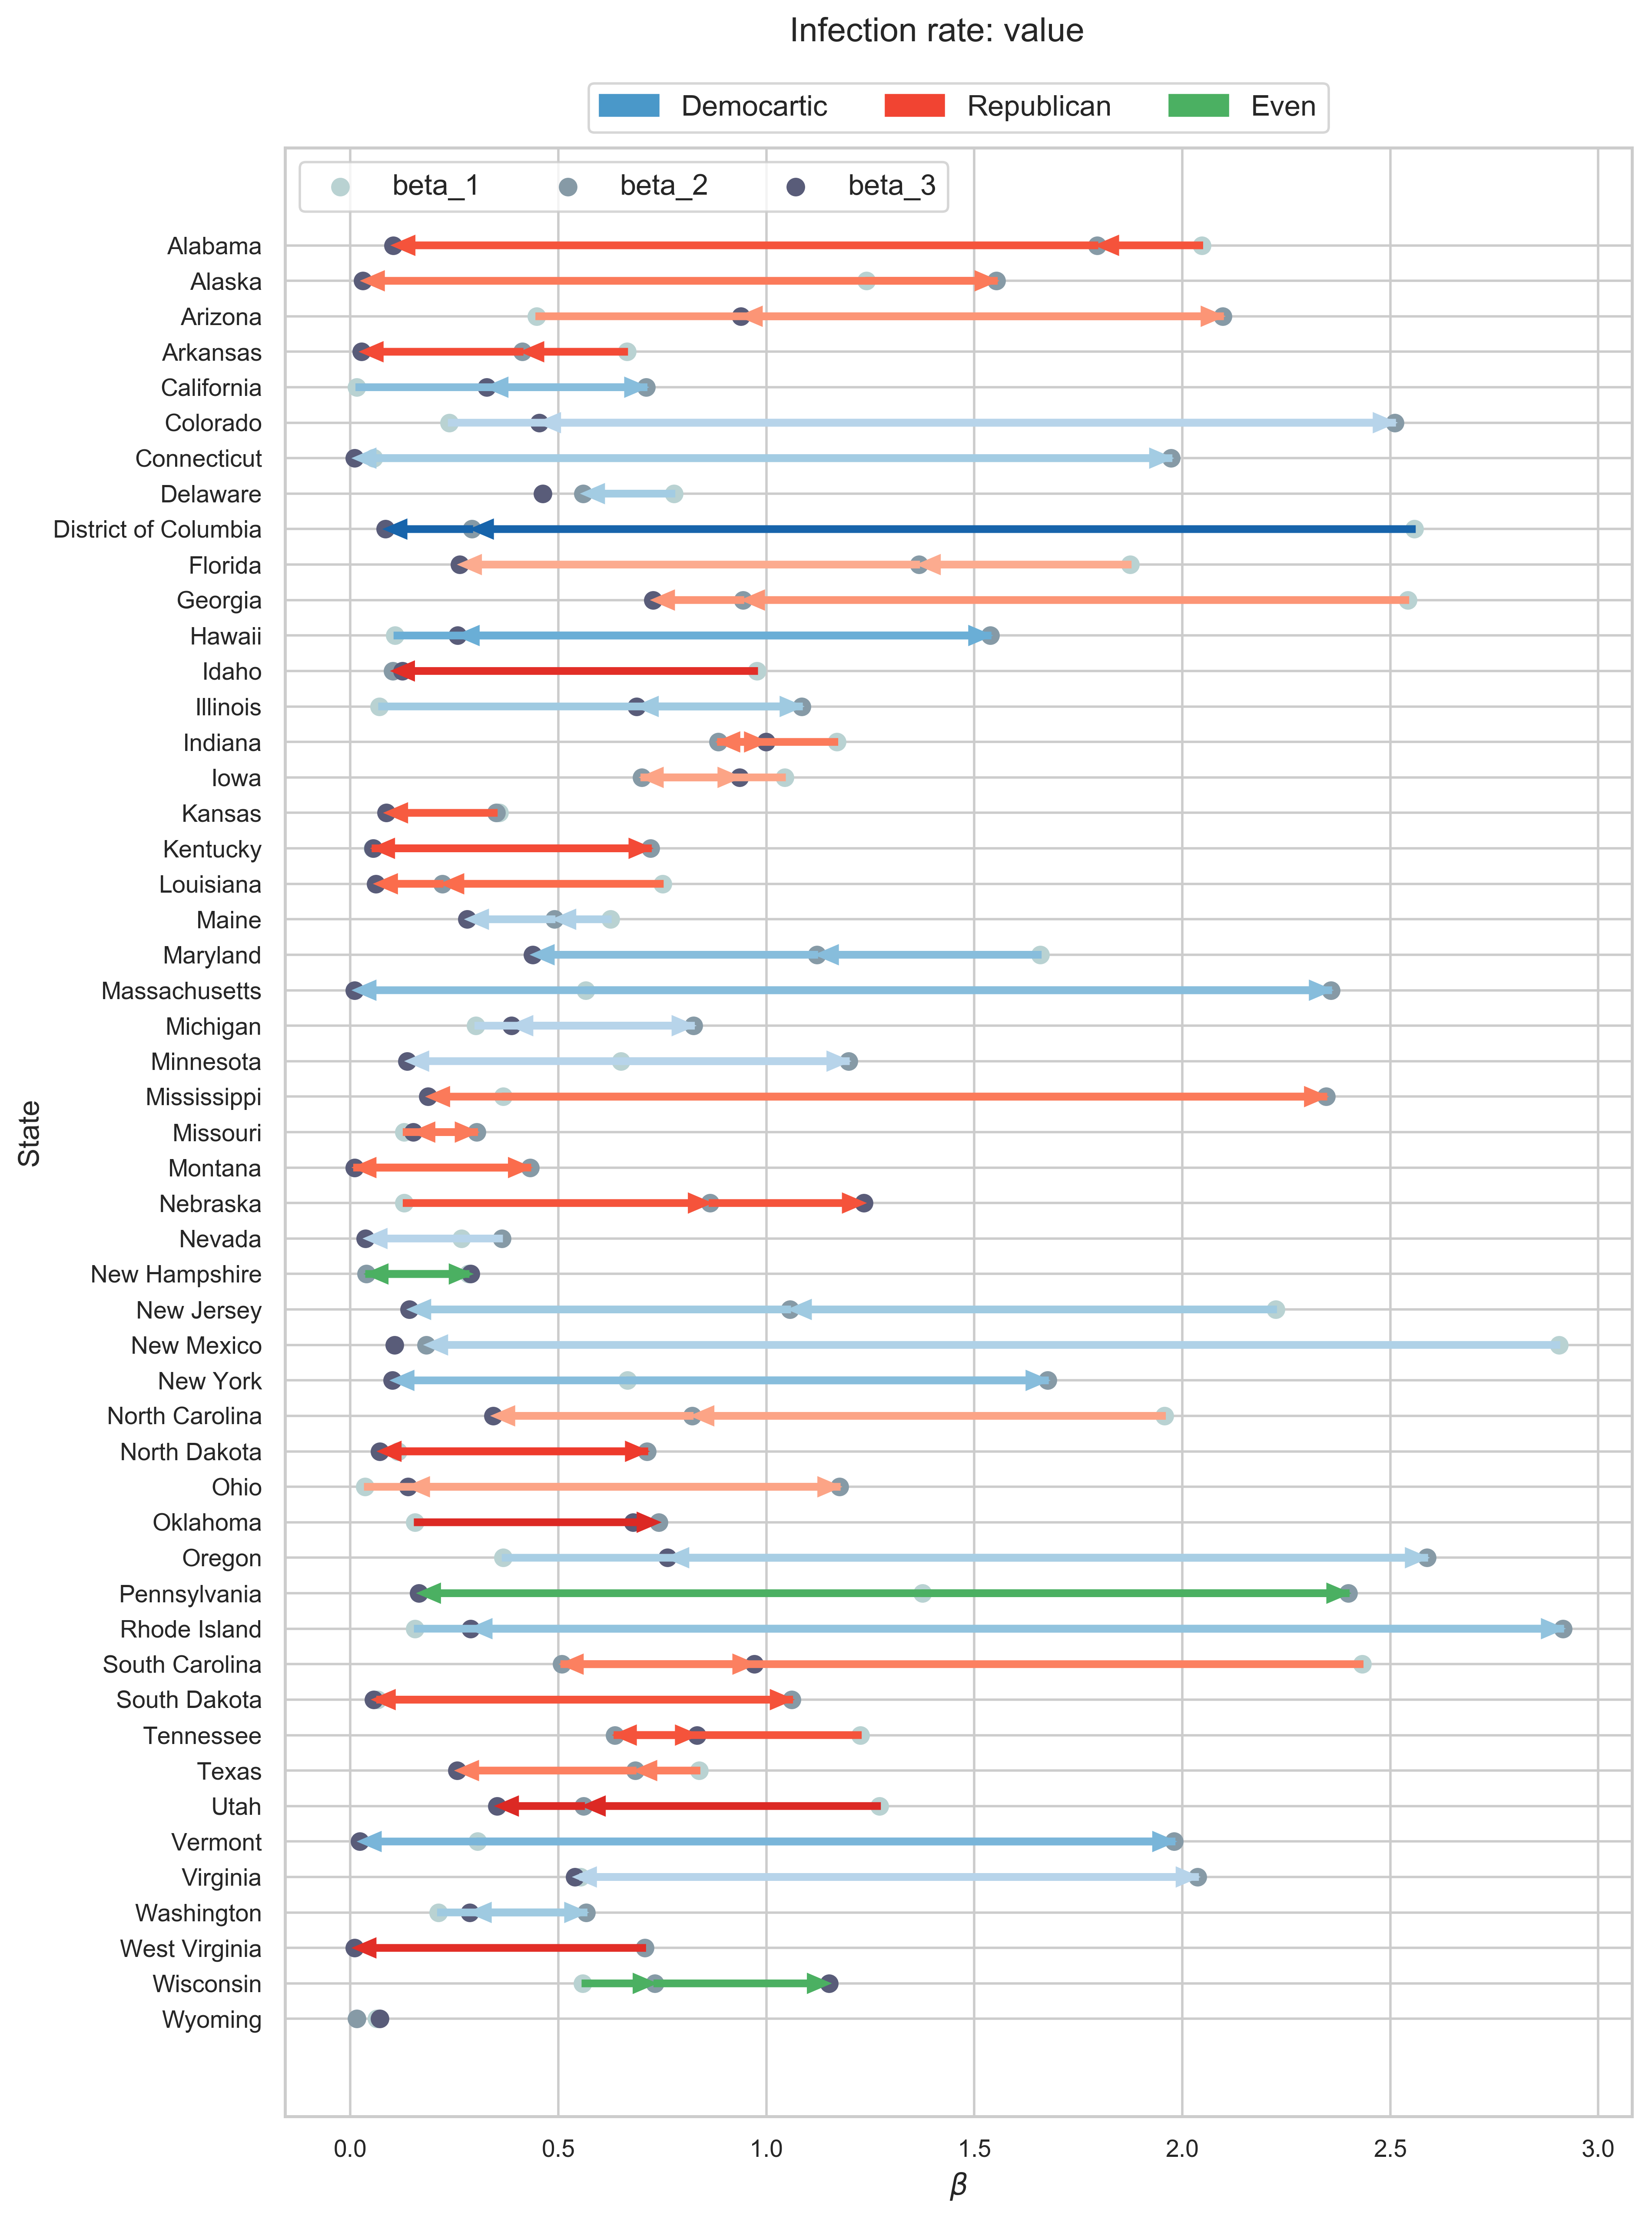 Infection rate: value
Democartic Republican Even
beta_1 beta_2 beta_3
Alabama
Alaska
Arizona
Arkansas
California
Colorado
Connecticut
Delaware
District of Columbia
Florida
Georgia
Hawaii
Idaho
Illinois
Indiana
Iowa
Kansas
Kentucky
Louisiana
Maine
Maryland
Massachusetts
Michigan
Minnesota
Mississippi
Missouri
Montana
Nebraska
Nevada
New Hampshire
New Jersey
New Mexico
New York
North Carolina
North Dakota
Ohio
Oklahoma
Oregon
Pennsylvania
Rhode Island
South Carolina
South Dakota
Tennessee
Texas
Utah
Vermont
Virginia
Washington
West Virginia
Wisconsin
Wyoming
State
0.0 0.5 1.0 1.5 2.0 2.5 3.0
β